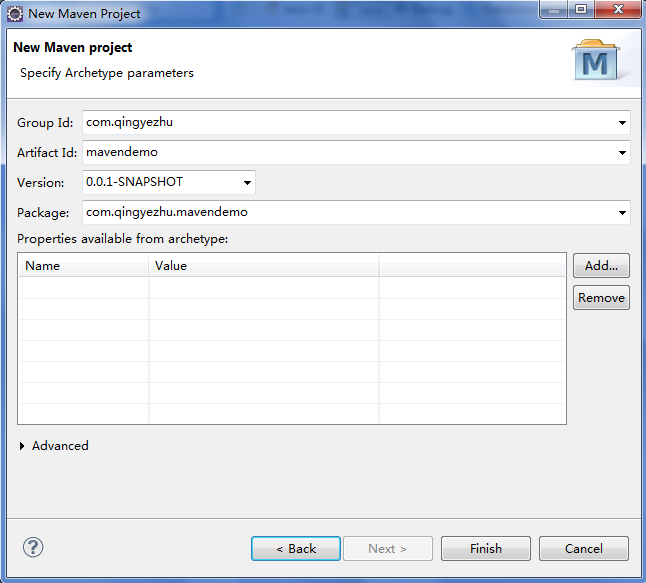 New Maven Project
New Maven project
Specify Archetype parameters
M
Group Id: com.qingyezhu
Artifact Id: mavendemo
Version: 0.0.1-SNAPSHOT
Package: com.qingyezhu.mavendemo
Properties available from archetype:
Name Value
Add...
Remove
Advanced
? < Back Next > Finish Cancel